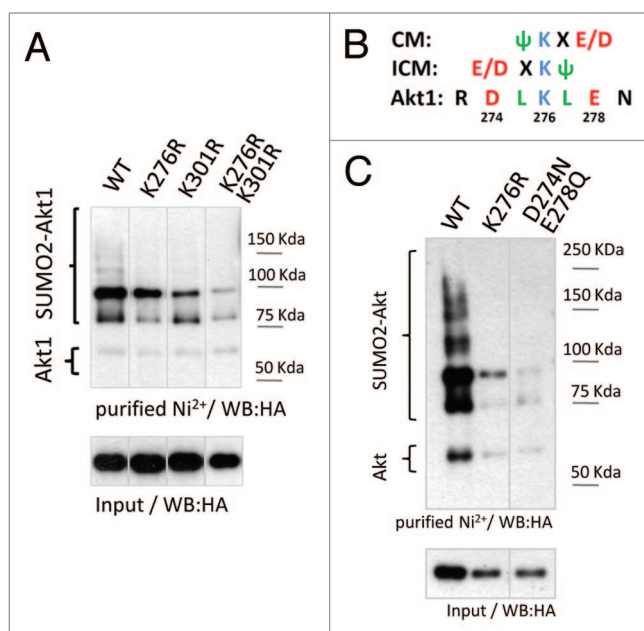 A
WT
K276R
K301R
K276R
K301R
SUMO2-Akt1
Akt1
150 Kda
100 Kda
75 Kda
50 Kda
purified Ni²⁺/ WB:HA
Input / WB:HA
B
CM: ψ K X E/D
ICM: E/D X K ψ
Akt1: R D L K L E N
274 276 278
C
WT
K276R
D274N
E278Q
SUMO2-Akt
Akt
250 KDa
150 Kda
100 Kda
75 Kda
50 Kda
purified Ni²⁺/WB:HA
Input / WB:HA